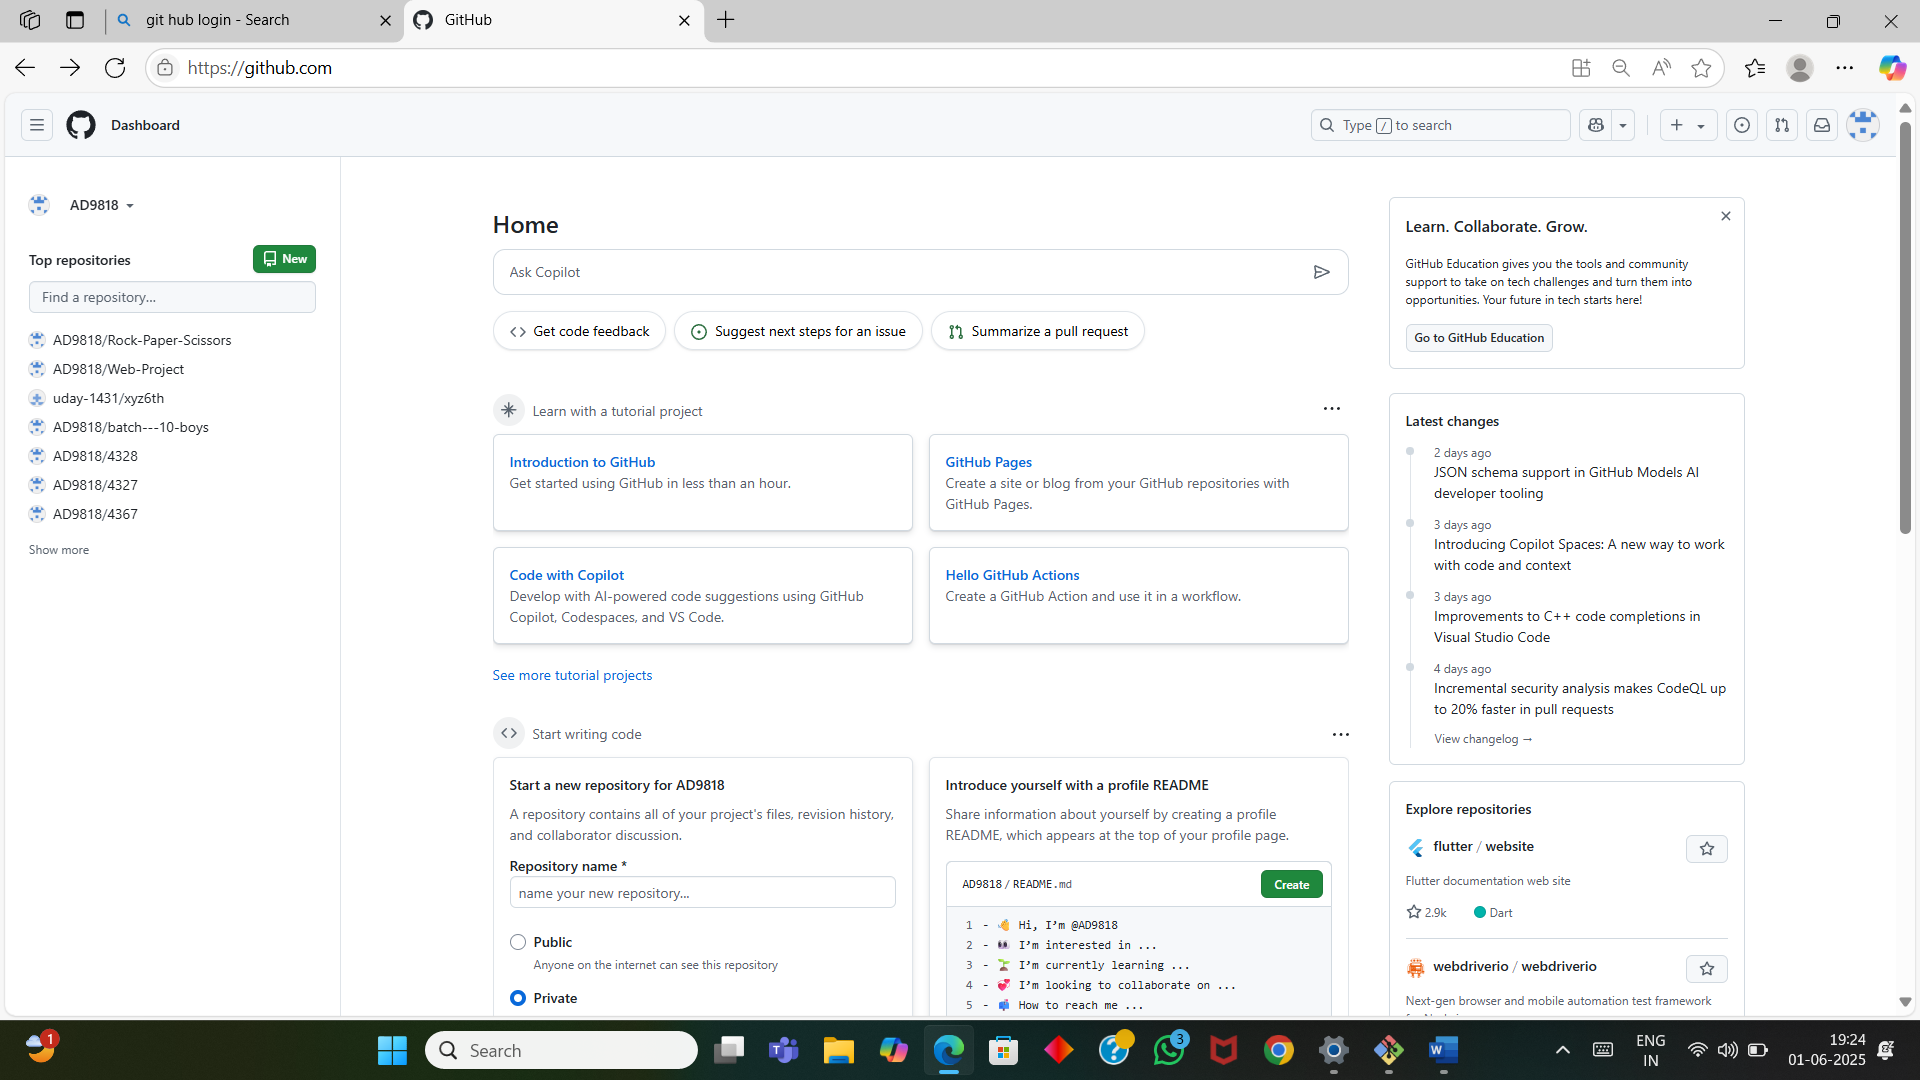 git hub login - Search
GitHub
https://github.com
Dashboard
Type / to search
AD9818
Top repositories
New
Find a repository...
AD9818/Rock-Paper-Scissors
AD9818/Web-Project
uday-1431/xyz6th
AD9818/batch---10-boys
AD9818/4328
AD9818/4327
AD9818/4367
Show more
Home
Ask Copilot
Get code feedback
Suggest next steps for an issue
Summarize a pull request
Learn with a tutorial project
Introduction to GitHub
Get started using GitHub in less than an hour.
GitHub Pages
Create a site or blog from your GitHub repositories with
GitHub Pages.
Code with Copilot
Develop with AI-powered code suggestions using GitHub
Copilot, Codespaces, and VS Code.
Hello GitHub Actions
Create a GitHub Action and use it in a workflow.
See more tutorial projects
Start writing code
Start a new repository for AD9818
A repository contains all of your project's files, revision history,
and collaborator discussion.
Repository name *
name your new repository...
Public
Anyone on the internet can see this repository
Private
Introduce yourself with a profile README
Share information about yourself by creating a profile
README, which appears at the top of your profile page.
AD9818 / README.md
Create
1 - 👋 Hi, I'm @AD9818
2 - 👀 I'm interested in ...
3 - 🌱 I'm currently learning ...
4 - 💞️ I'm looking to collaborate on ...
5 - 📫 How to reach me ...
Learn. Collaborate. Grow.
GitHub Education gives you the tools and community
support to take on tech challenges and turn them into
opportunities. Your future in tech starts here!
Go to GitHub Education
Latest changes
2 days ago
JSON schema support in GitHub Models AI
developer tooling
3 days ago
Introducing Copilot Spaces: A new way to work
with code and context
3 days ago
Improvements to C++ code completions in
Visual Studio Code
4 days ago
Incremental security analysis makes CodeQL up
to 20% faster in pull requests
View changelog →
Explore repositories
flutter / website
Flutter documentation web site
2.9k
Dart
webdriverio / webdriverio
Next-gen browser and mobile automation test framework
1
Search
3
ENG
IN
19:24
01-06-2025